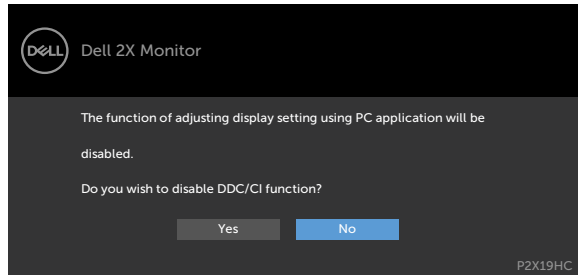 DELL
Dell 2X Monitor
The function of adjusting display setting using PC application will be
disabled.
Do you wish to disable DDC/CI function?
Yes
No
P2X19HC